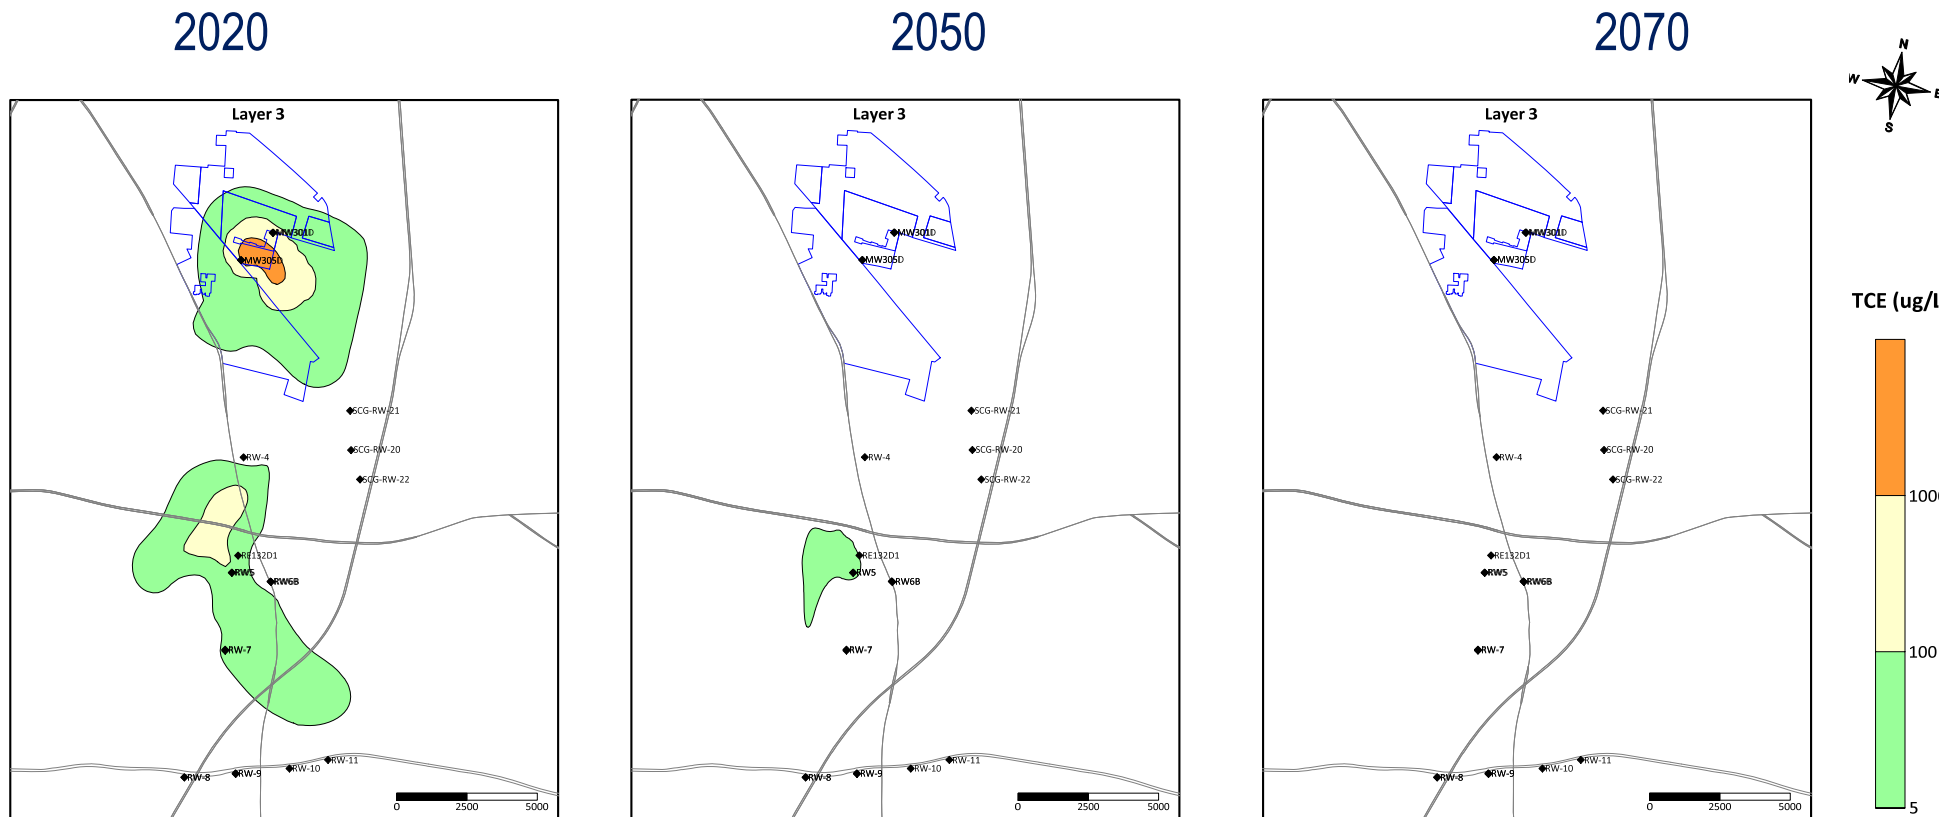 2020
2050
2070
Layer 3
MW301D
MW305D
SCG-RW-21
SCG-RW-20
RW-4
SCG-RW-22
RE132D1
RW5
RW6B
RW-7
RW-11
RW-10
RW-9
RW-8
0 2500 5000
Layer 3
MW301D
MW305D
SCG-RW-21
SCG-RW-20
RW-4
SCG-RW-22
RE132D1
RW5
RW6B
RW-7
RW-11
RW-10
RW-9
RW-8
0 2500 5000
Layer 3
MW301D
MW305D
SCG-RW-21
SCG-RW-20
RW-4
SCG-RW-22
RE132D1
RW5
RW6B
RW-7
RW-11
RW-10
RW-9
RW-8
0 2500 5000
N
W E
S
TCE (ug/L
1000
100
5